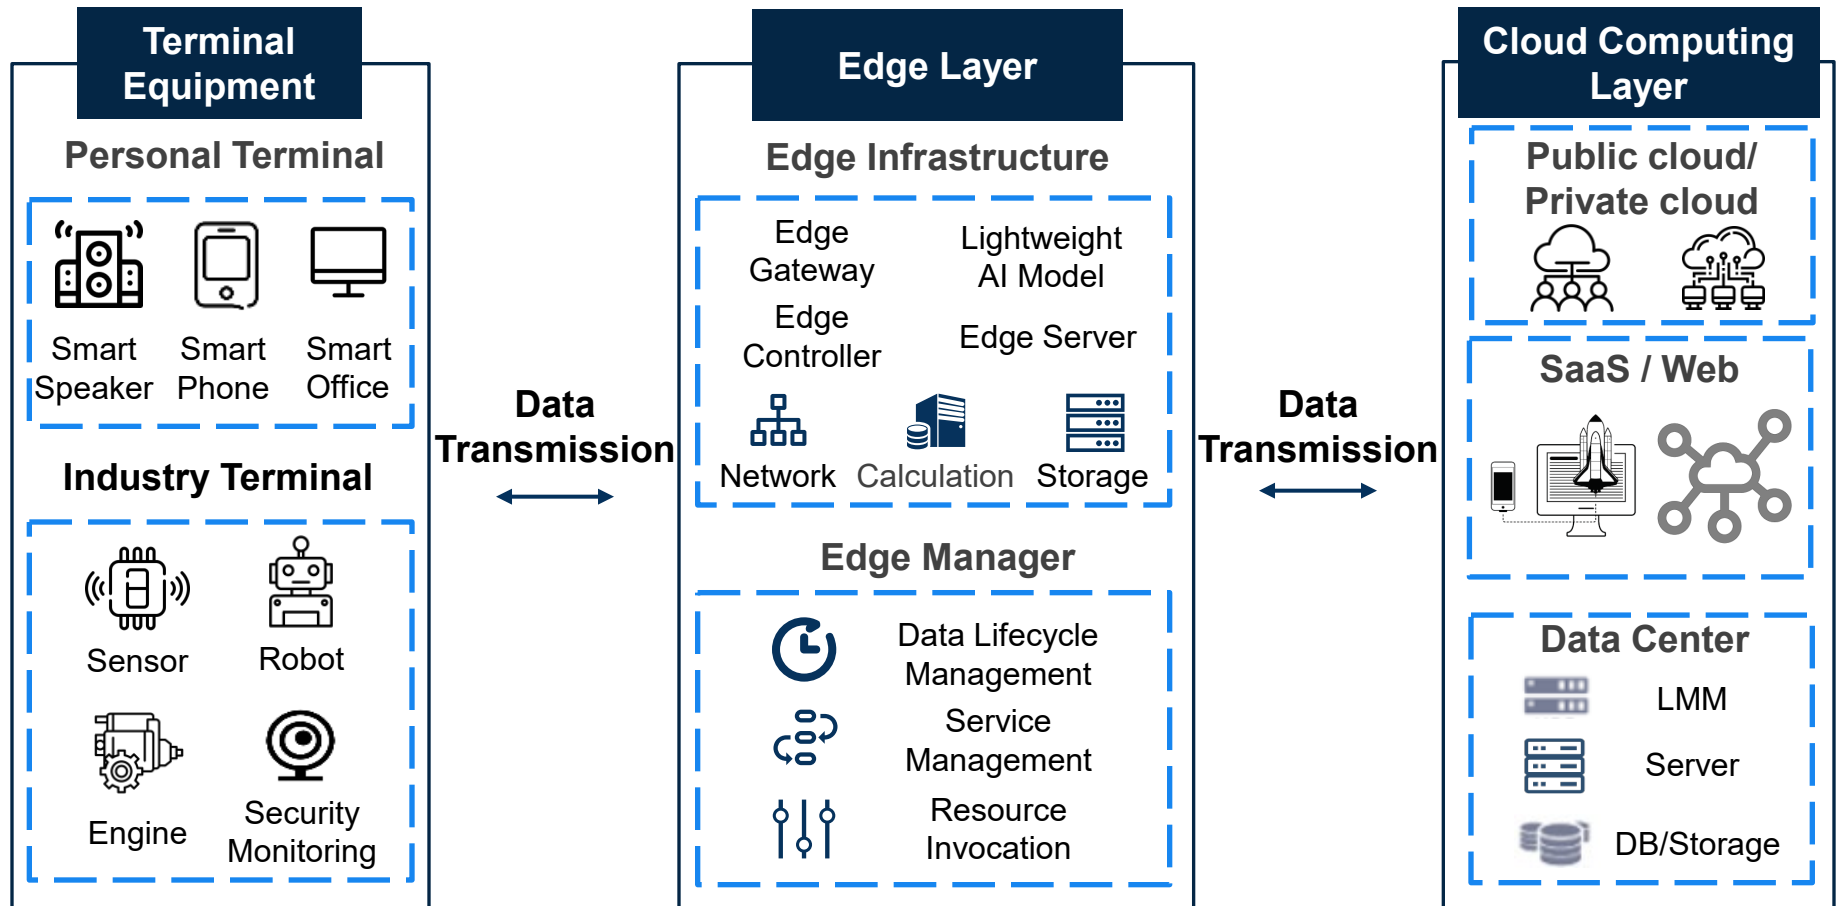 Terminal
Equipment
Personal Terminal
Smart
Speaker
Smart
Phone
Smart
Office
Industry Terminal
Sensor
Robot
Engine
Security
Monitoring
Data
Transmission
Edge Layer
Edge Infrastructure
Edge
Gateway
Lightweight
AI Model
Edge
Controller
Edge Server
Network
Calculation
Storage
Edge Manager
Data Lifecycle
Management
Service
Management
Resource
Invocation
Data
Transmission
Cloud Computing
Layer
Public cloud/
Private cloud
SaaS / Web
Data Center
LMM
Server
DB/Storage